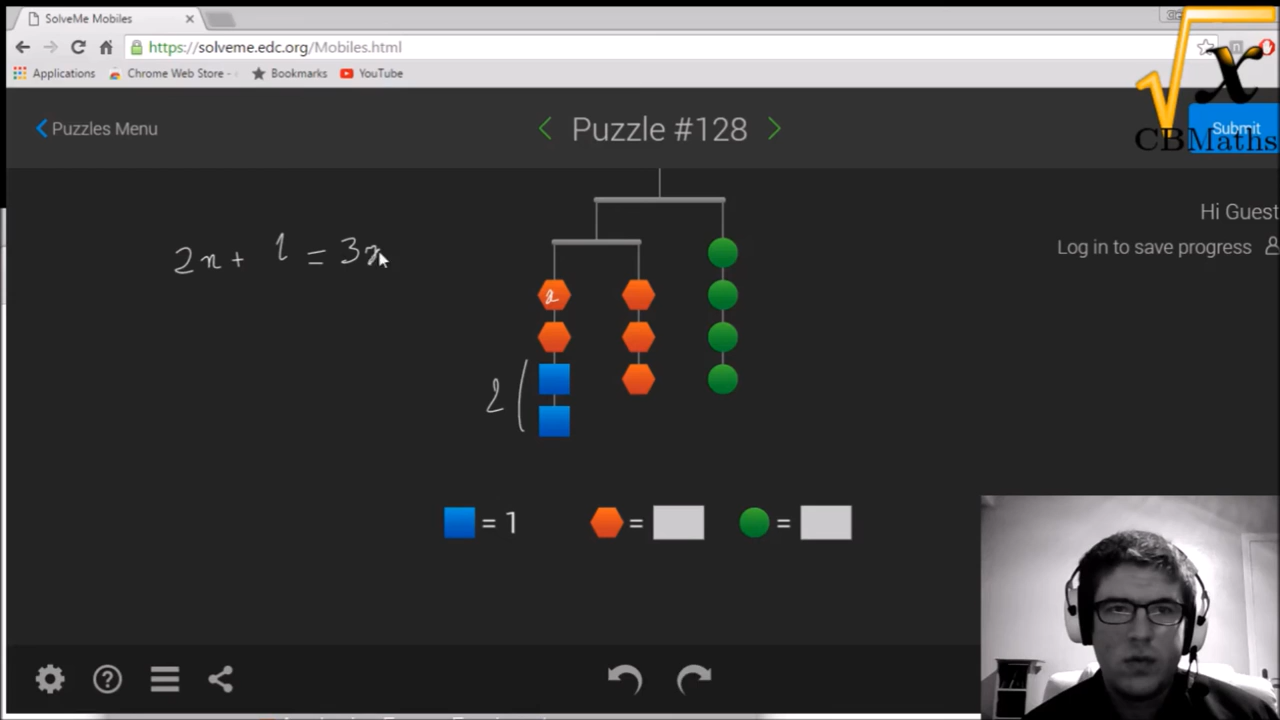 SolveMe Mobiles
https://solveme.edc.org/Mobiles.html
Applications Chrome Web Store - Bookmarks YouTube
Puzzles Menu
Puzzle #128
Submit
√x
CBMaths
Hi Guest
Log in to save progress
2x + 2 = 3x
x
2
= 1 = =